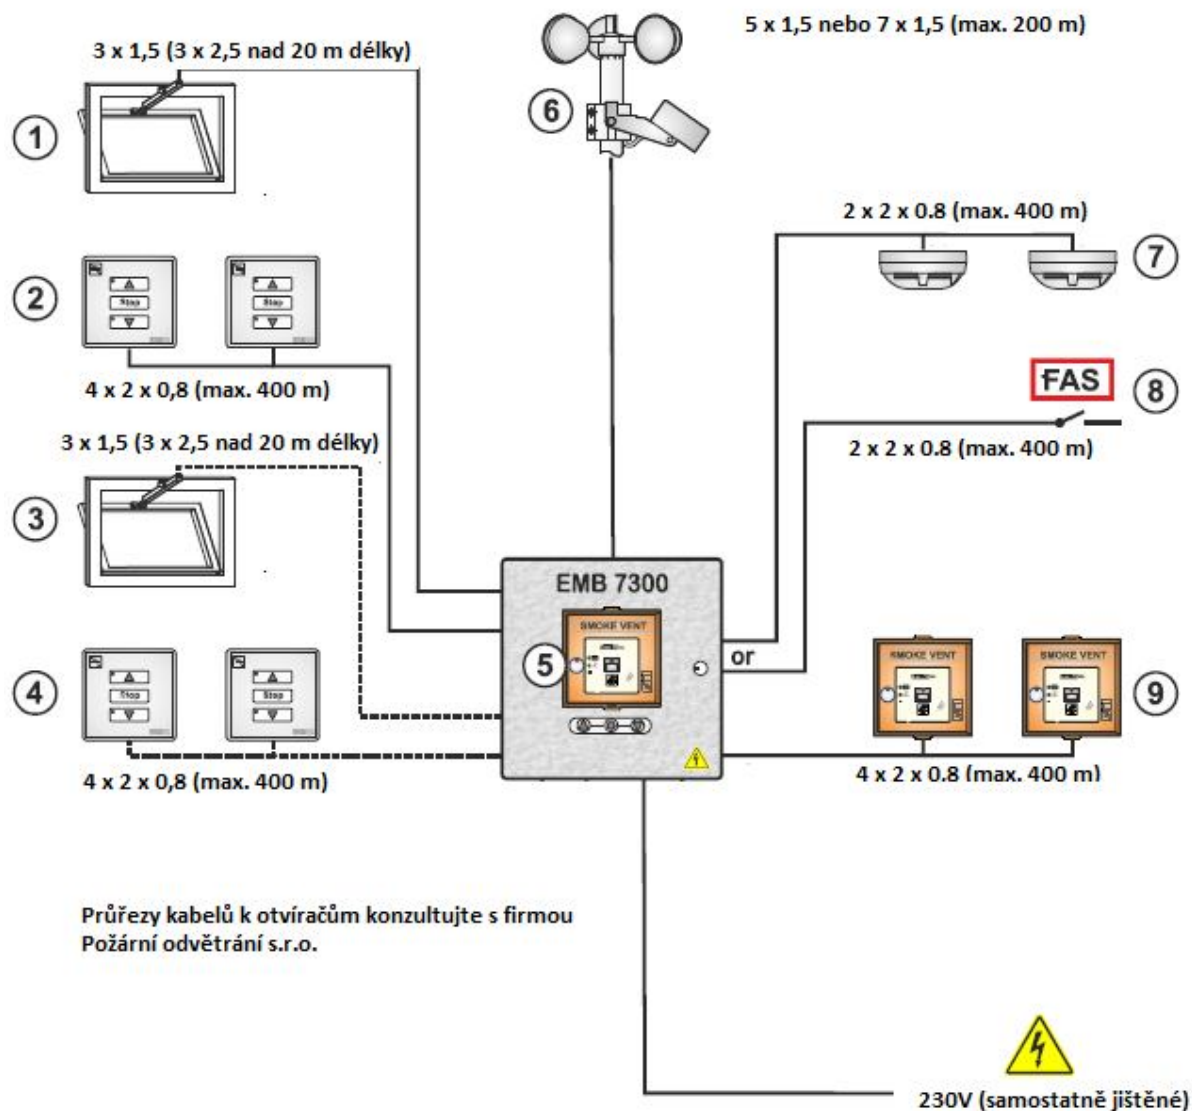 5 x 1,5 nebo 7 x 1,5 (max. 200 m)
3 x 1,5 (3 x 2,5 nad 20 m délky)
6
1
2 x 2 x 0.8 (max. 400 m)
7
2
Stop
Stop
4 x 2 x 0,8 (max. 400 m)
FAS
8
3 x 1,5 (3 x 2,5 nad 20 m délky)
2 x 2 x 0.8 (max. 400 m)
3
EMB 7300
SMOKE VENT
5
or
SMOKE VENT
SMOKE VENT
9
4
Stop
Stop
4 x 2 x 0,8 (max. 400 m)
4 x 2 x 0.8 (max. 400 m)
Průřezy kabelů k otvíračům konzultujte s firmou
Požární odvětrání s.r.o.
230V (samostatně jištěné)